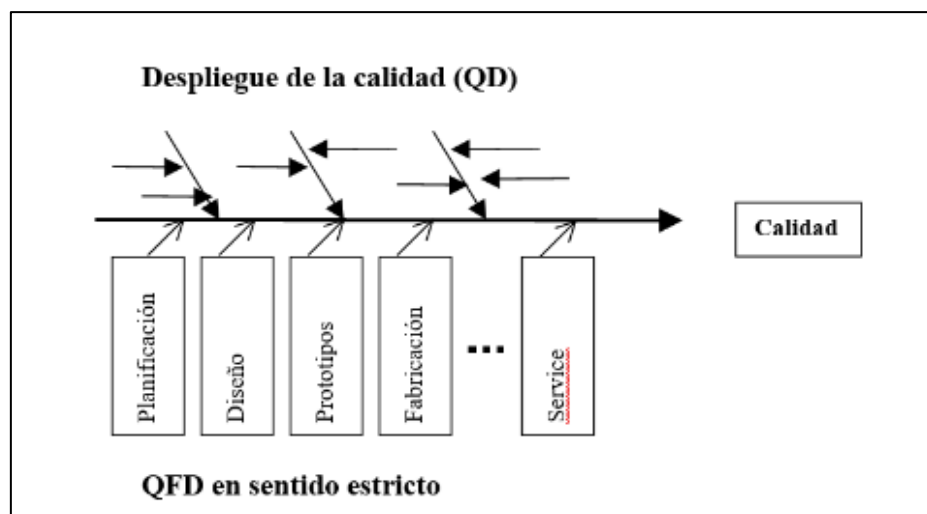 Despliegue de la calidad (QD)
Calidad
Planificación
Diseño
Prototipos
Fabricación
...
Service
QFD en sentido estricto